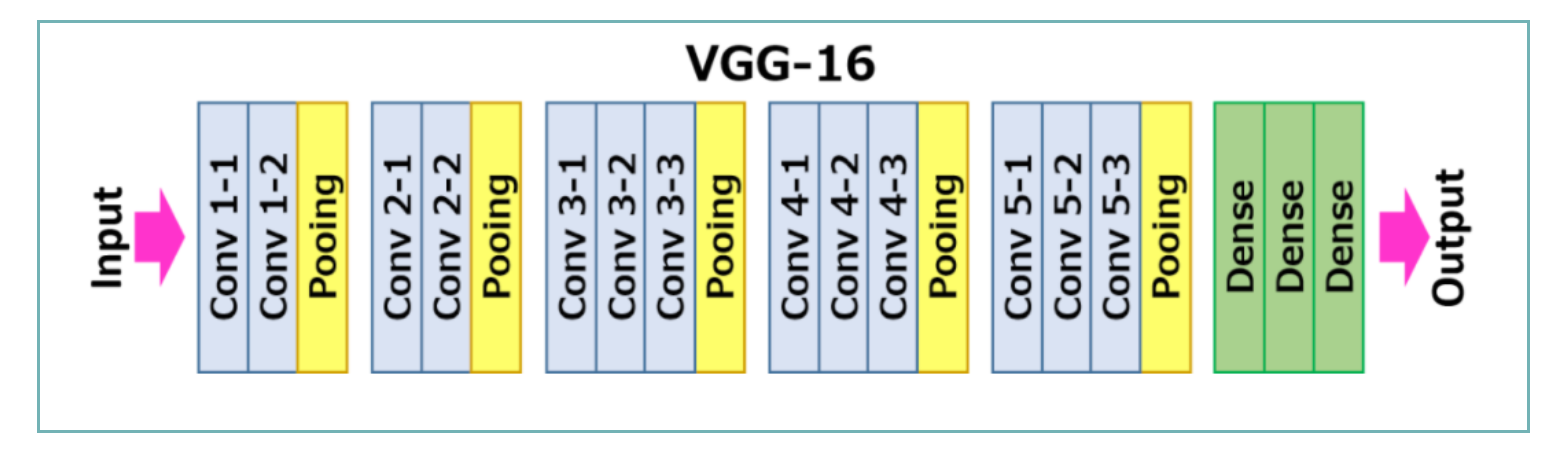 VGG-16
Input
Conv 1-1
Conv 1-2
Pooing
Conv 2-1
Conv 2-2
Pooing
Conv 3-1
Conv 3-2
Conv 3-3
Pooing
Conv 4-1
Conv 4-2
Conv 4-3
Pooing
Conv 5-1
Conv 5-2
Conv 5-3
Pooing
Dense
Dense
Dense
Output